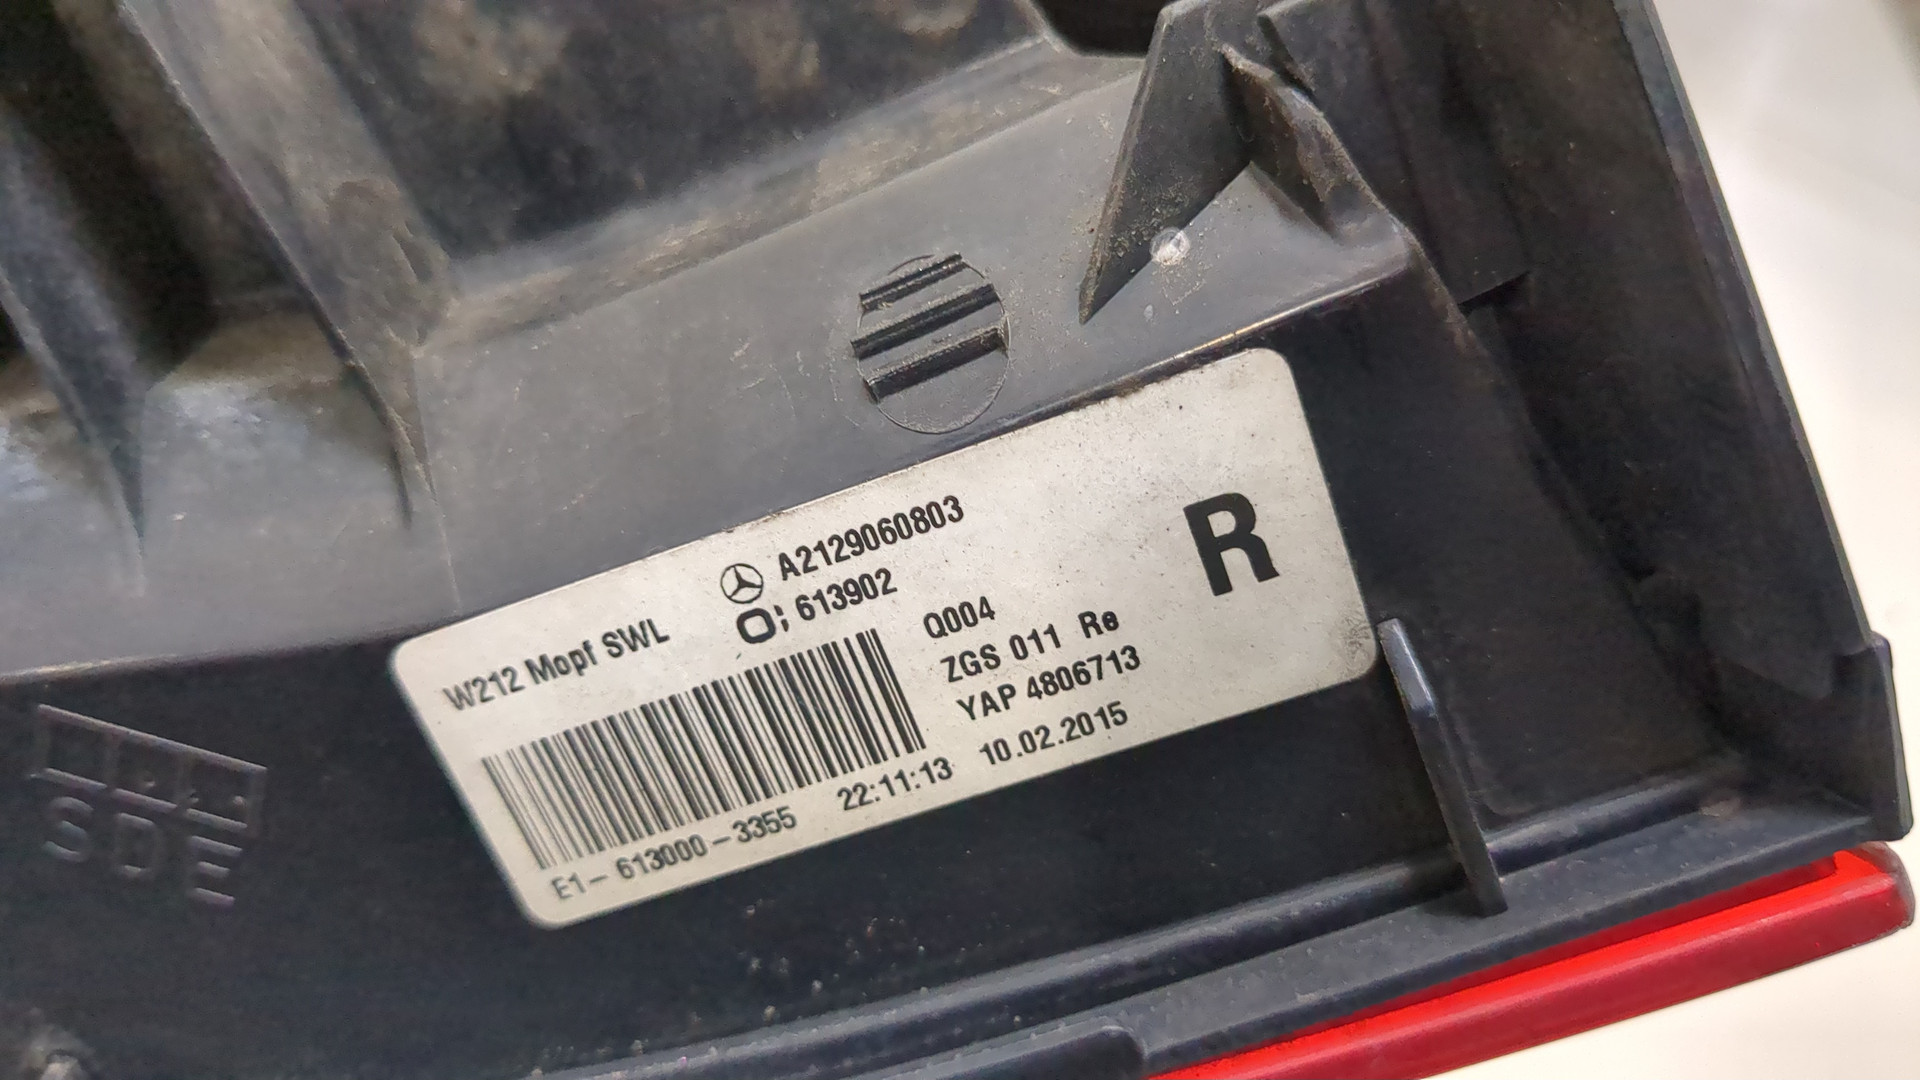 A2129060803
O; 613902
W212 Mopf SWL
R
Q004
ZGS 011 Re
YAP 4806713
22:11:13 10.02.2015
E1-613000-3355
SDE